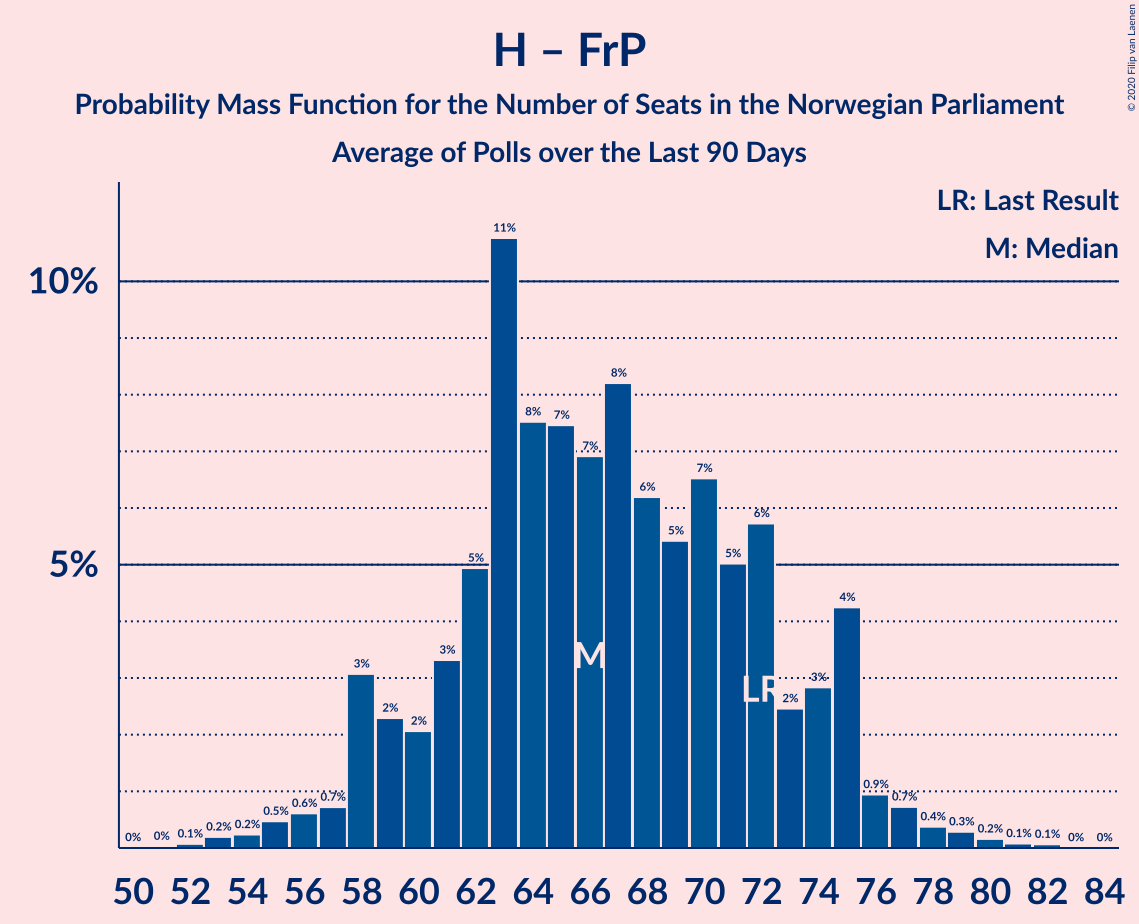 H – FrP
Probability Mass Function for the Number of Seats in the Norwegian Parliament
Average of Polls over the Last 90 Days
© 2020 Filip van Laenen
LR: Last Result
M: Median
10%
5%
0% 0% 0.1% 0.2% 0.2% 0.5% 0.6% 0.7% 3% 2% 2% 3% 5% 11% 8% 7% 7% 8% 6% 5% 7% 5% 6% 2% 3% 4% 0.9% 0.7% 0.4% 0.3% 0.2% 0.1% 0.1% 0% 0%
M
LR
50 52 54 56 58 60 62 64 66 68 70 72 74 76 78 80 82 84